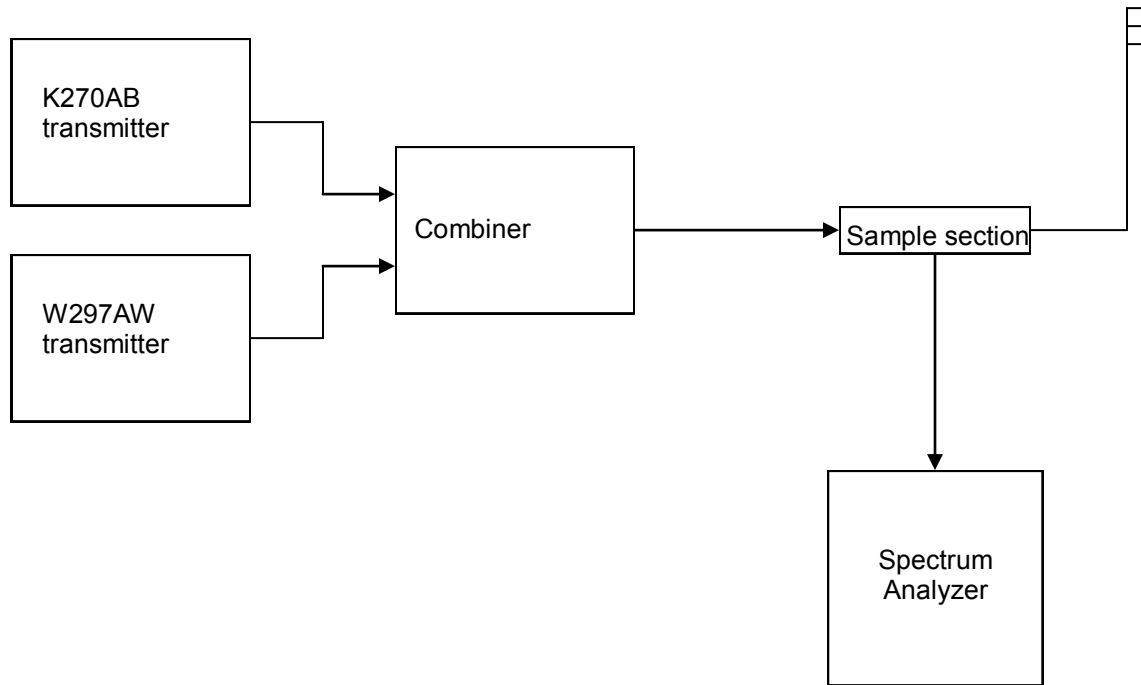 K270AB
transmitter
W297AW
transmitter
Combiner
Sample section
Spectrum
Analyzer